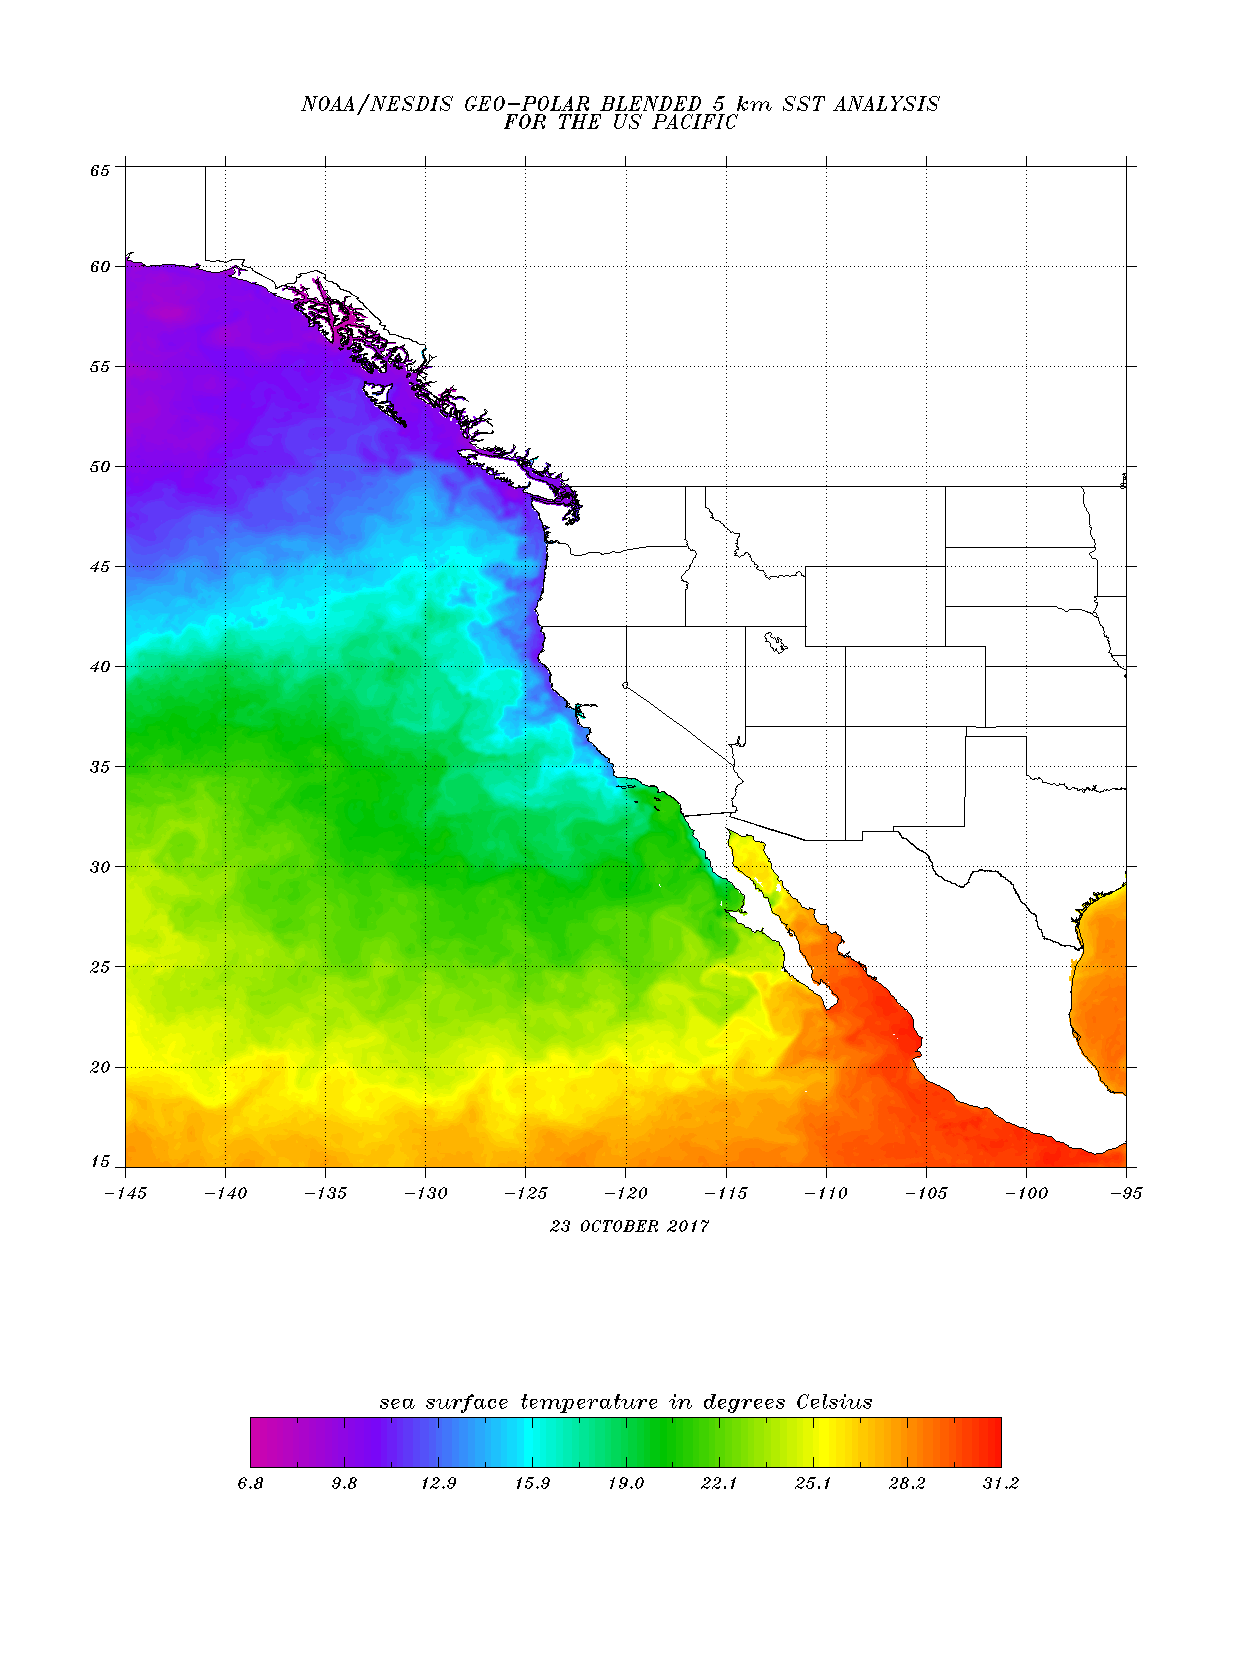 NOAA/NESDIS GEO-POLAR BLENDED 5 km SST ANALYSIS
FOR THE US PACIFIC
65
60
55
50
45
40
35
30
25
20
15
-145 -140 -135 -130 -125 -120 -115 -110 -105 -100 -95
23 OCTOBER 2017
sea surface temperature in degrees Celsius
6.8 9.8 12.9 15.9 19.0 22.1 25.1 28.2 31.2